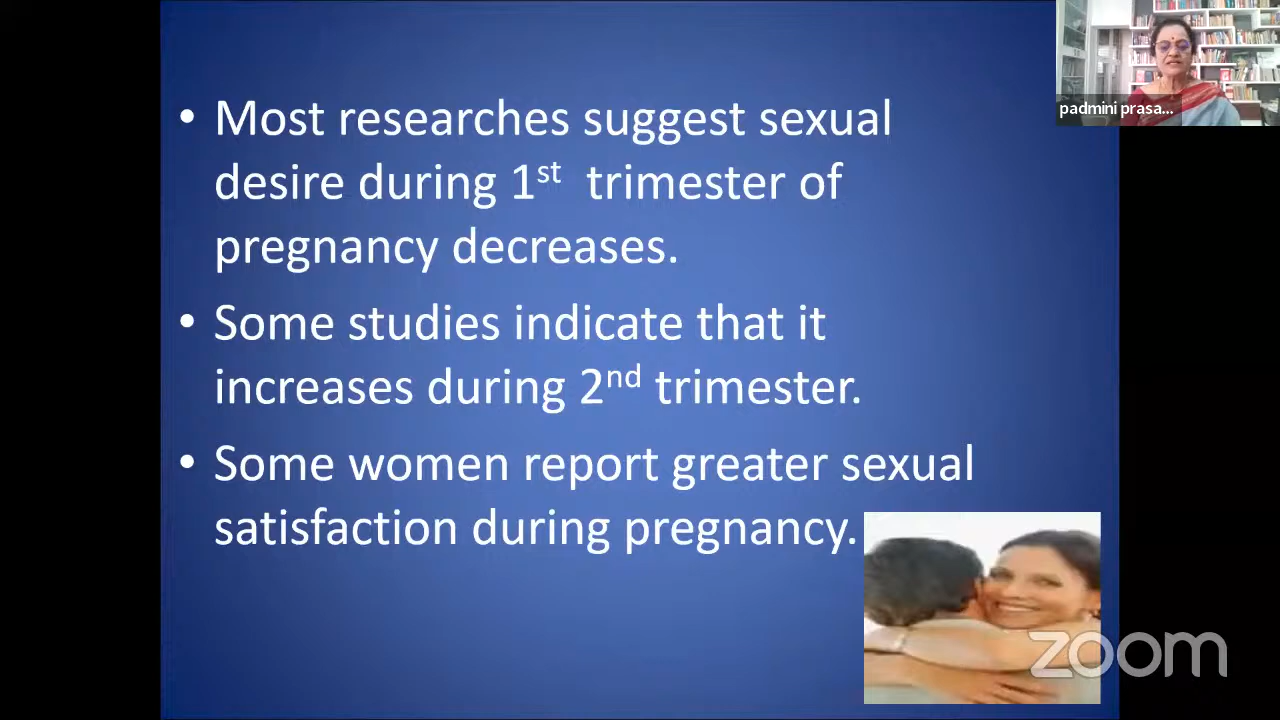 • Most researches suggest sexual
desire during 1st trimester of
pregnancy decreases.
• Some studies indicate that it
increases during 2nd trimester.
• Some women report greater sexual
satisfaction during pregnancy.
padmini prasa...
zoom